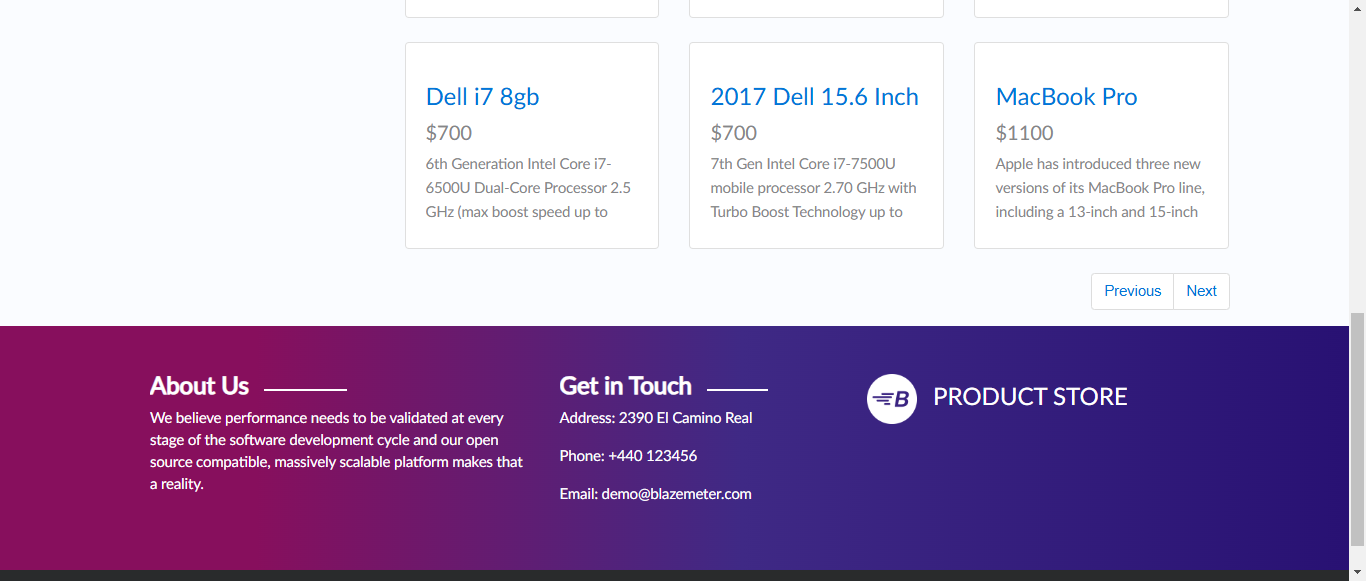 Dell i7 8gb
$700
6th Generation Intel Core i7-
6500U Dual-Core Processor 2.5
GHz (max boost speed up to
2017 Dell 15.6 Inch
$700
7th Gen Intel Core i7-7500U
mobile processor 2.70 GHz with
Turbo Boost Technology up to
MacBook Pro
$1100
Apple has introduced three new
versions of its MacBook Pro line,
including a 13-inch and 15-inch
Previous
Next
About Us
We believe performance needs to be validated at every
stage of the software development cycle and our open
source compatible, massively scalable platform makes that
a reality.
Get in Touch
Address: 2390 El Camino Real
Phone: +440 123456
Email: demo@blazemeter.com
B
PRODUCT STORE